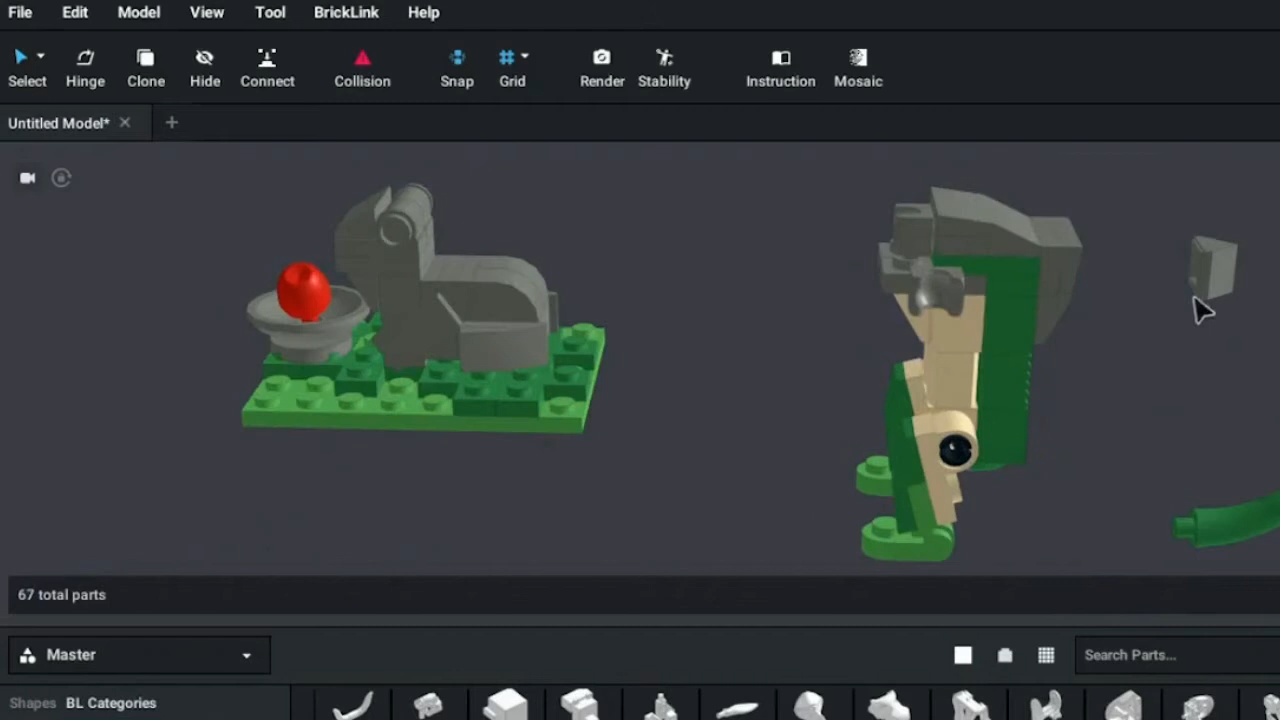 File Edit Model View Tool BrickLink Help
Select Hinge Clone Hide Connect Collision Snap Grid Render Stability Instruction Mosaic
Untitled Model*
67 total parts
Master Search Parts...
Shapes BL Categories